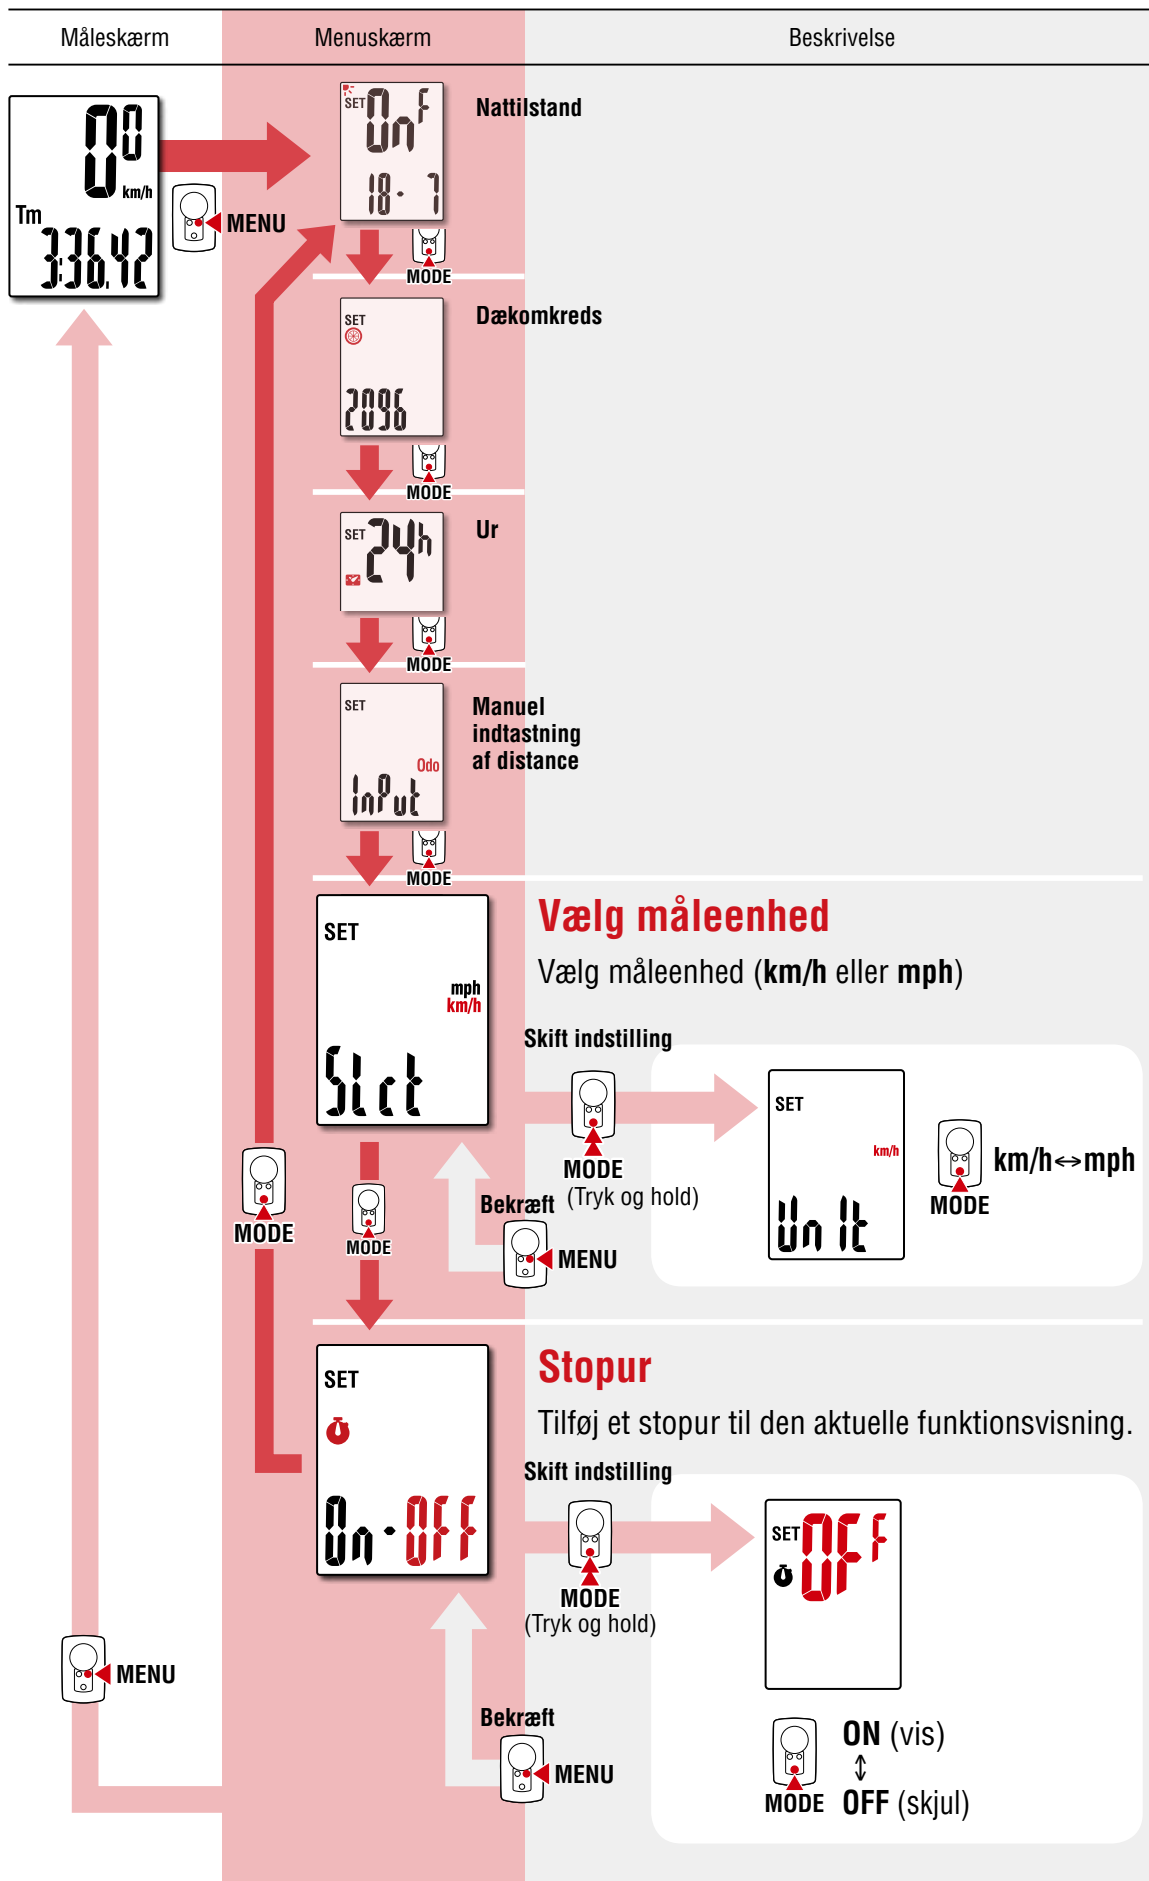 Måleskærm
Menuskærm
Beskrivelse
0⁰
km/h
Tm
3:36.42
MENU
SET
OnF
18 · 7
Nattilstand
MODE
SET
2096
Dækomkreds
MODE
SET
24h
Ur
MODE
SET
Odo
InPut
Manuel
indtastning
af distance
MODE
SET
mph
km/h
Slct
Vælg måleenhed
Vælg måleenhed (km/h eller mph)
Skift indstilling
MODE
(Tryk og hold)
SET
km/h
UnIt
MODE
km/h↔mph
Bekræft
MENU
MODE
MODE
SET
On·OFF
Stopur
Tilføj et stopur til den aktuelle funktionsvisning.
Skift indstilling
MODE
(Tryk og hold)
SET
OFF
MENU
Bekræft
MENU
MODE
ON (vis)
↕
OFF (skjul)